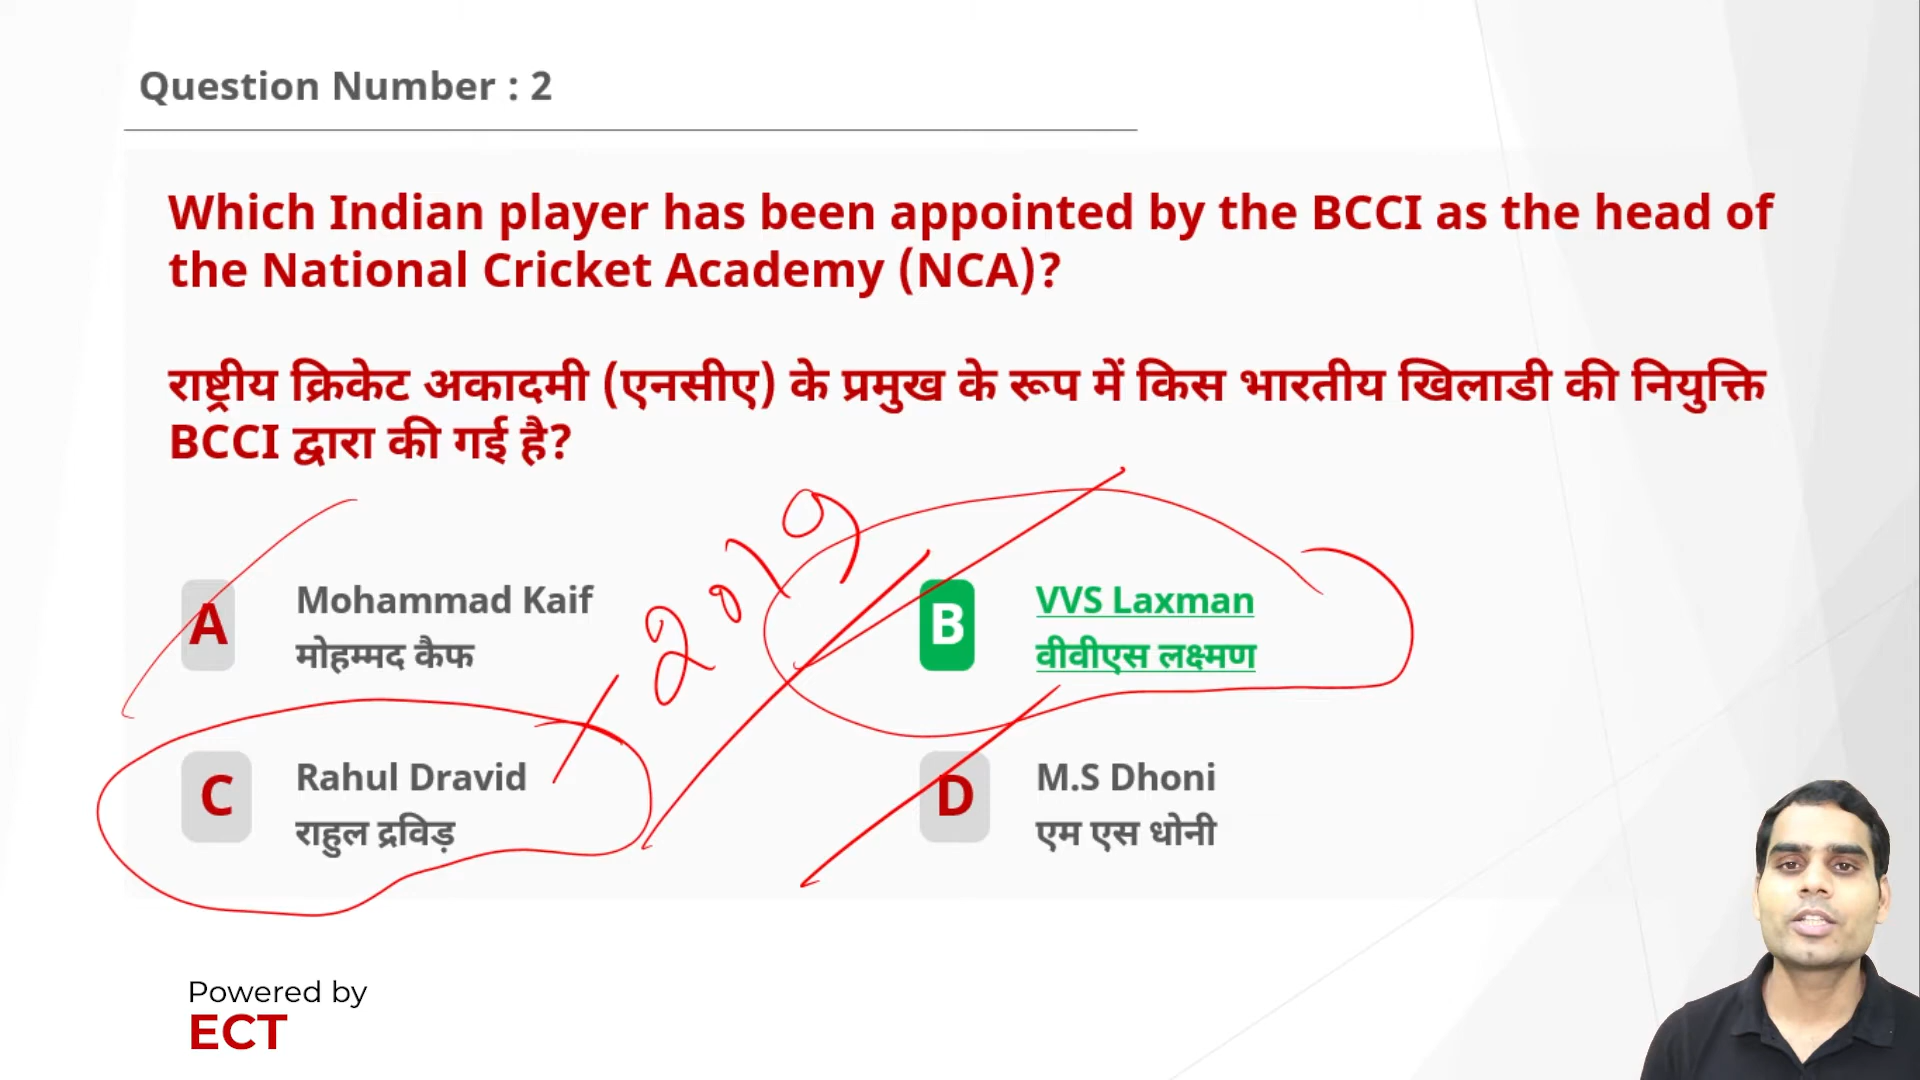 Question Number : 2
Which Indian player has been appointed by the BCCI as the head of
the National Cricket Academy (NCA)?
राष्ट्रीय क्रिकेट अकादमी (एनसीए) के प्रमुख के रूप में किस भारतीय खिलाडी की नियुक्ति
BCCI द्वारा की गई है?
2019
A
Mohammad Kaif
मोहम्मद कैफ
B
VVS Laxman
वीवीएस लक्ष्मण
C
Rahul Dravid
राहुल द्रविड़
D
M.S Dhoni
एम एस धोनी
Powered by
ECT